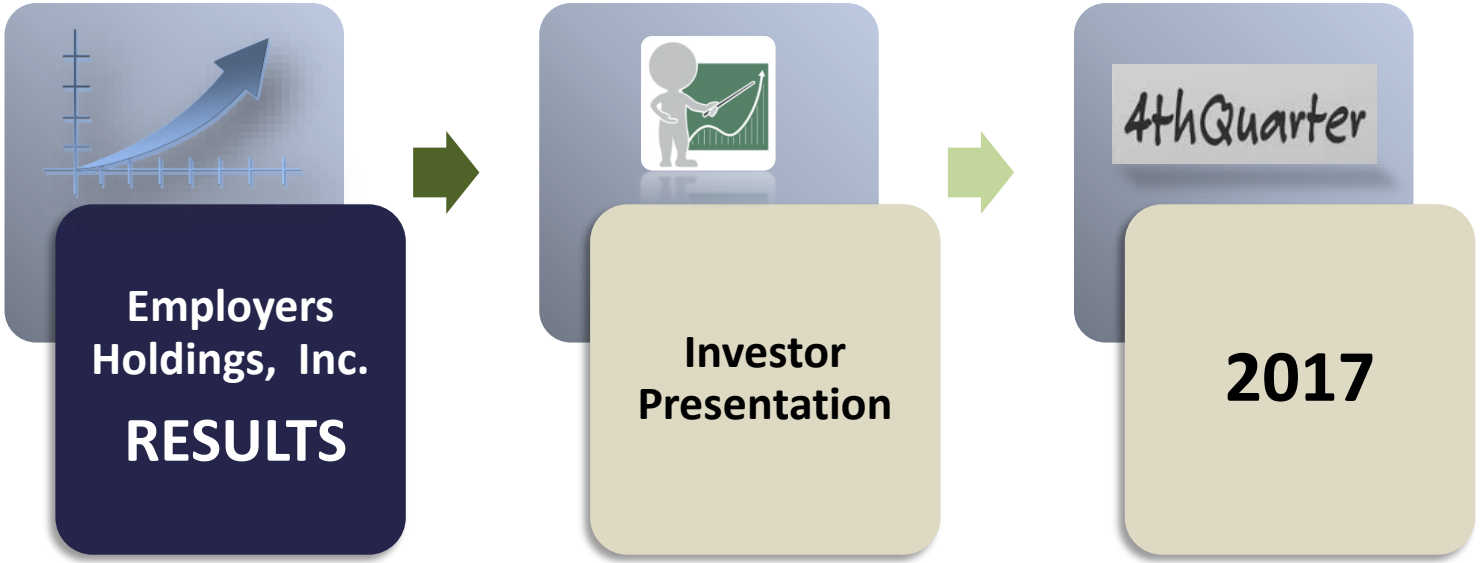 Employers
Holdings, Inc.
RESULTS
Investor
Presentation
4thQuarter
2017